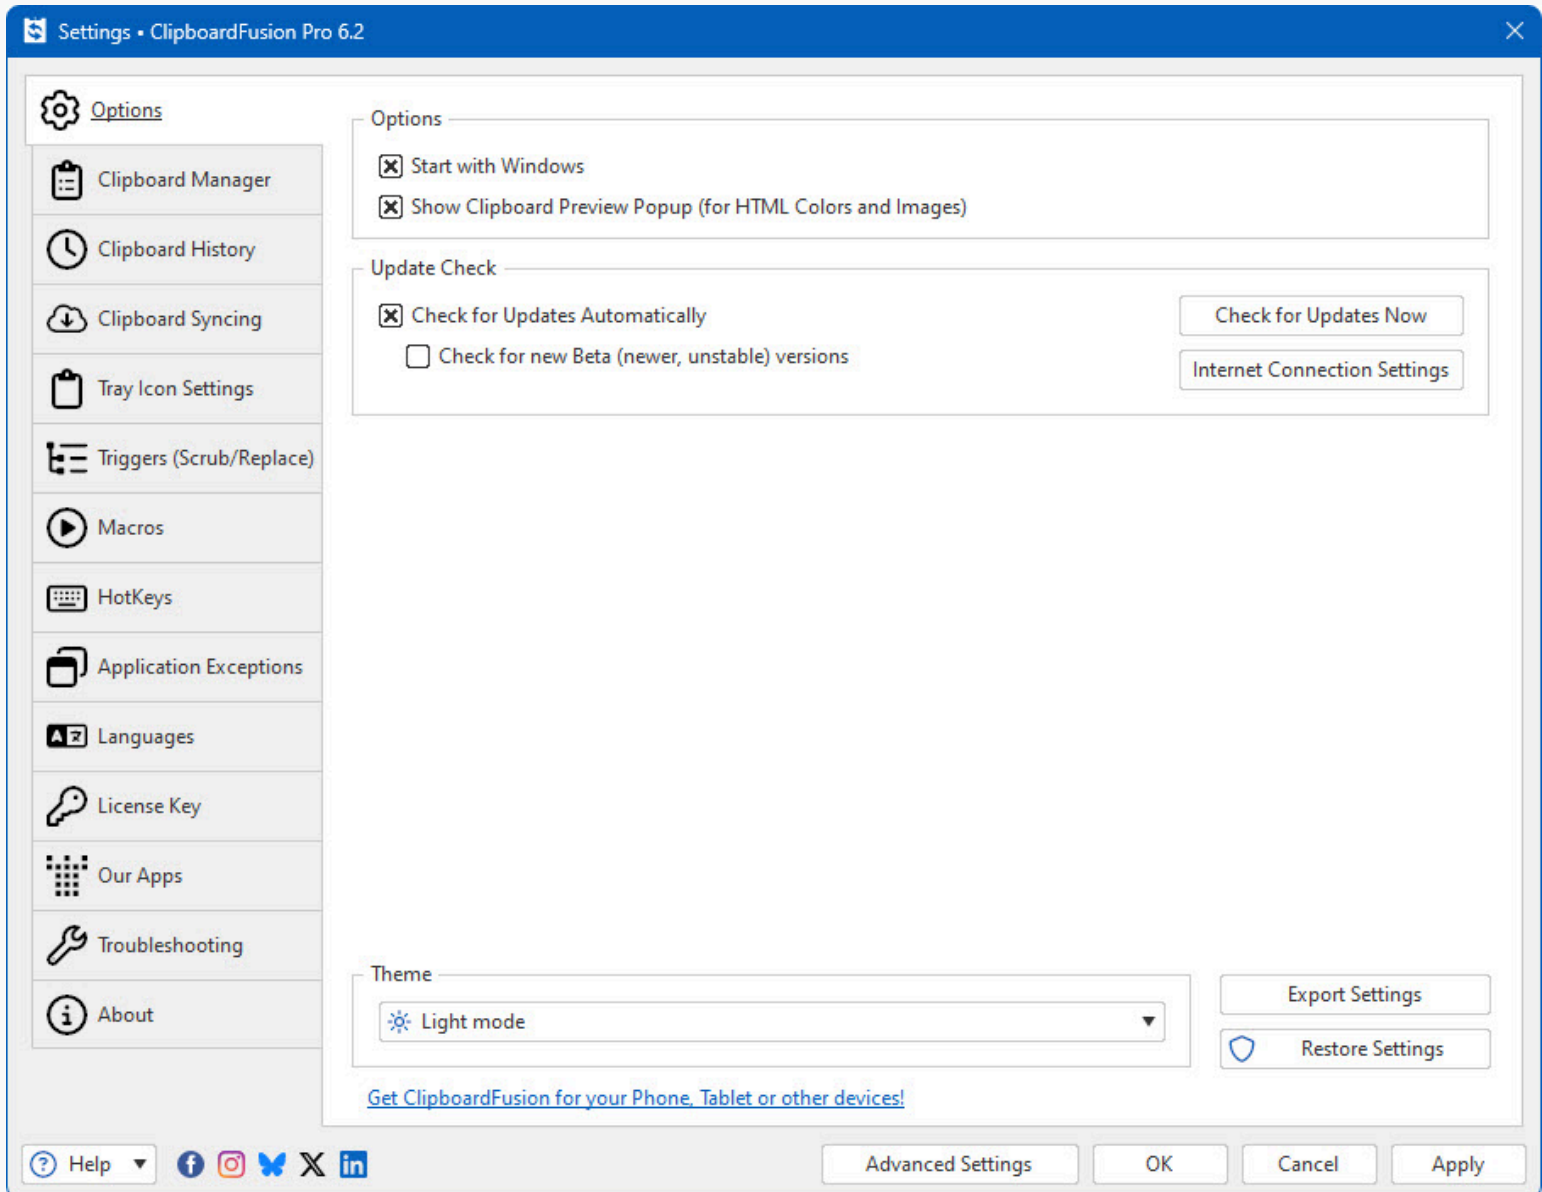 Settings • ClipboardFusion Pro 6.2
Options
Clipboard Manager
Clipboard History
Clipboard Syncing
Tray Icon Settings
Triggers (Scrub/Replace)
Macros
HotKeys
Application Exceptions
Languages
License Key
Our Apps
Troubleshooting
About
Options
Start with Windows
Show Clipboard Preview Popup (for HTML Colors and Images)
Update Check
Check for Updates Automatically
Check for new Beta (newer, unstable) versions
Check for Updates Now
Internet Connection Settings
Theme
Light mode
Export Settings
Restore Settings
Get ClipboardFusion for your Phone, Tablet or other devices!
Help
Advanced Settings
OK
Cancel
Apply